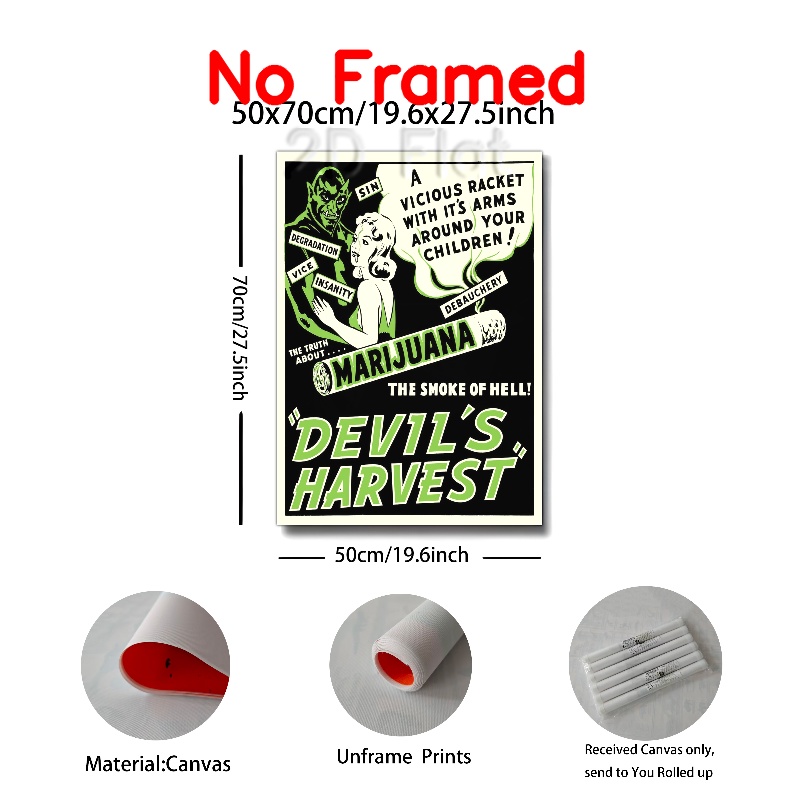 No Framed
50x70cm/19.6x27.5inch
2D Flat
70cm/27.5inch
SIN
A
VICIOUS RACKET
WITH IT'S ARMS
AROUND YOUR
CHILDREN!
DEGRADATION
VICE
INSANITY
DEBAUCHERY
THE TRUTH
ABOUT....
MARIJUANA
THE SMOKE OF HELL!
"DEVIL'S
HARVEST"
50cm/19.6inch
Material:Canvas
Unframe Prints
Received Canvas only,
send to You Rolled up